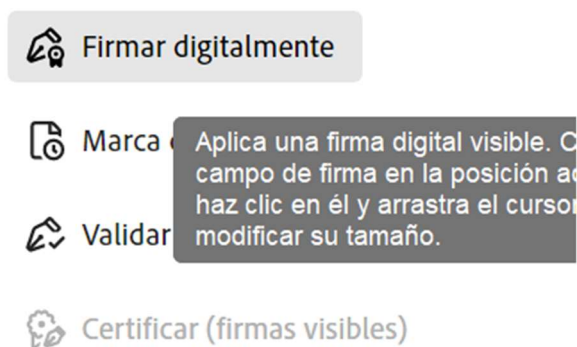 Firmar digitalmente
Marca
Aplica una firma digital visible. C
campo de firma en la posición a
haz clic en él y arrastra el cursor
modificar su tamaño.
Validar
Certificar (firmas visibles)